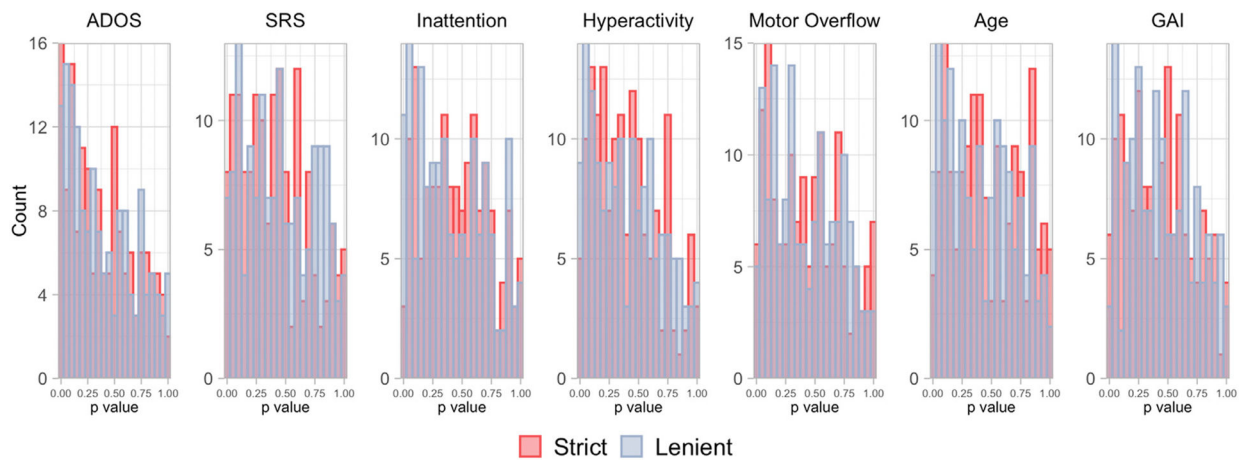 ADOS SRS Inattention Hyperactivity Motor Overflow Age GAI
16 15
12 10 10 10 10 10 10
Count
8 5 5 5 5 5 5
4
0 0 0 0 0 0 0
0.00 0.25 0.50 0.75 1.00 0.00 0.25 0.50 0.75 1.00 0.00 0.25 0.50 0.75 1.00 0.00 0.25 0.50 0.75 1.00 0.00 0.25 0.50 0.75 1.00 0.00 0.25 0.50 0.75 1.00 0.00 0.25 0.50 0.75 1.00
p value p value p value p value p value p value p value
Strict Lenient